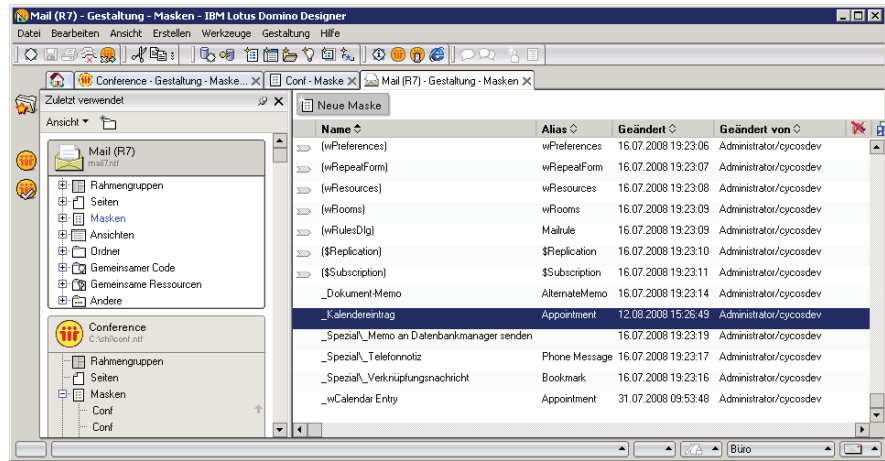 Mail (R7) - Gestaltung - Masken - IBM Lotus Domino Designer
Datei Bearbeiten Ansicht Erstellen Werkzeuge Gestaltung Hilfe
Conference - Gestaltung - Maske... Conf - Maske Mail (R7) - Gestaltung - Masken
Zuletzt verwendet
Neue Maske
Ansicht
Name Alias Geändert Geändert von
Mail (R7)
mail7.ntf
(wPreferences) wPreferences 16.07.2008 19:23:06 Administrator/cycosdev
(wRepeatForm) wRepeatForm 16.07.2008 19:23:07 Administrator/cycosdev
Rahmengruppen
(wResources) wResources 16.07.2008 19:23:08 Administrator/cycosdev
Seiten
(wRooms) wRooms 16.07.2008 19:23:09 Administrator/cycosdev
Masken
Ansichten
(wRulesDlg) Mailrule 16.07.2008 19:23:09 Administrator/cycosdev
Ordner
($Replication) $Replication 16.07.2008 19:23:10 Administrator/cycosdev
Gemeinsamer Code
($Subscription) $Subscription 16.07.2008 19:23:11 Administrator/cycosdev
Gemeinsame Ressourcen
_Dokument-Memo AlternateMemo 16.07.2008 19:23:14 Administrator/cycosdev
Andere
_Kalendereintrag Appointment 12.08.2008 15:26:49 Administrator/cycosdev
Conference
C:\shi\conf.ntf
_Spezial\_Memo an Datenbankmanager senden 16.07.2008 19:23:19 Administrator/cycosdev
_Spezial\_Telefonnotiz Phone Message 16.07.2008 19:23:17 Administrator/cycosdev
Rahmengruppen
Seiten
_Spezial\_Verknüpfungsnachricht Bookmark 16.07.2008 19:23:16 Administrator/cycosdev
Masken
_wCalendar Entry Appointment 31.07.2008 09:53:48 Administrator/cycosdev
Conf
Conf
Büro